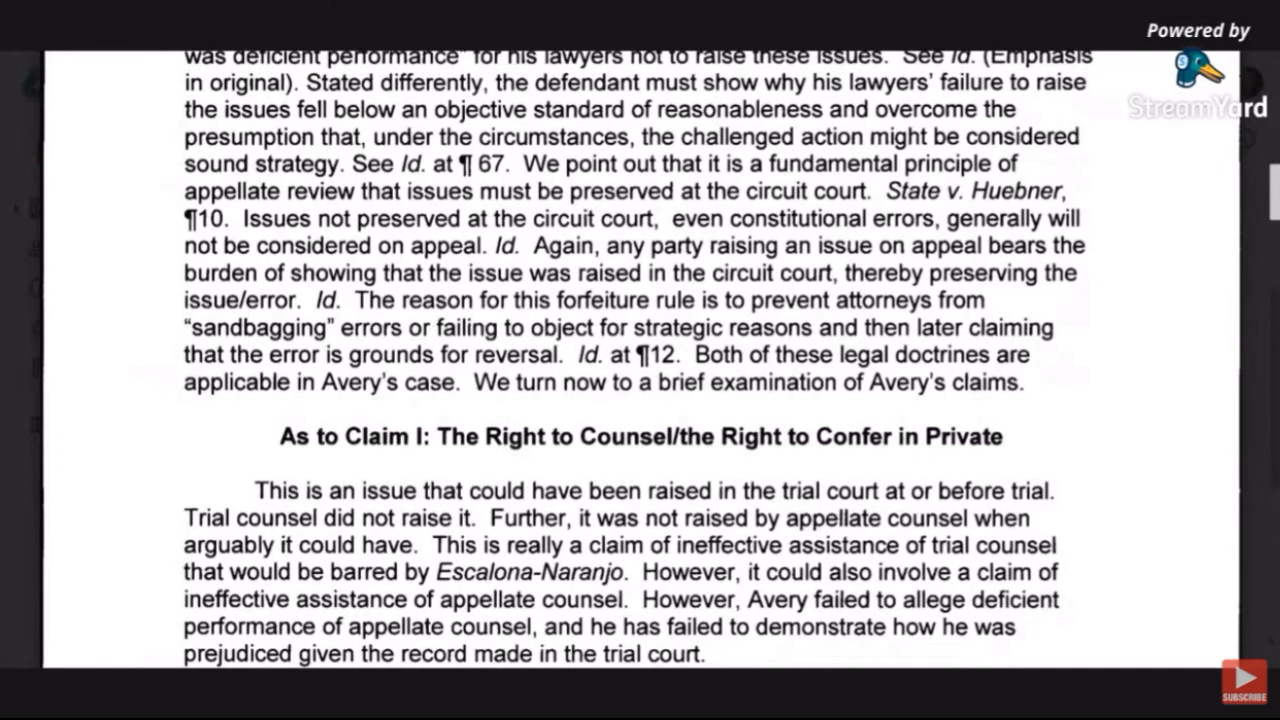 Powered by
StreamYard
was deficient performance" for his lawyers not to raise these issues. See Id. (Emphasis
in original). Stated differently, the defendant must show why his lawyers' failure to raise
the issues fell below an objective standard of reasonableness and overcome the
presumption that, under the circumstances, the challenged action might be considered
sound strategy. See Id. at ¶ 67. We point out that it is a fundamental principle of
appellate review that issues must be preserved at the circuit court. State v. Huebner,
¶10. Issues not preserved at the circuit court, even constitutional errors, generally will
not be considered on appeal. Id. Again, any party raising an issue on appeal bears the
burden of showing that the issue was raised in the circuit court, thereby preserving the
issue/error. Id. The reason for this forfeiture rule is to prevent attorneys from
"sandbagging" errors or failing to object for strategic reasons and then later claiming
that the error is grounds for reversal. Id. at ¶12. Both of these legal doctrines are
applicable in Avery's case. We turn now to a brief examination of Avery's claims.
As to Claim I: The Right to Counsel/the Right to Confer in Private
This is an issue that could have been raised in the trial court at or before trial.
Trial counsel did not raise it. Further, it was not raised by appellate counsel when
arguably it could have. This is really a claim of ineffective assistance of trial counsel
that would be barred by Escalona-Naranjo. However, it could also involve a claim of
ineffective assistance of appellate counsel. However, Avery failed to allege deficient
performance of appellate counsel, and he has failed to demonstrate how he was
prejudiced given the record made in the trial court.
SUBSCRIBE